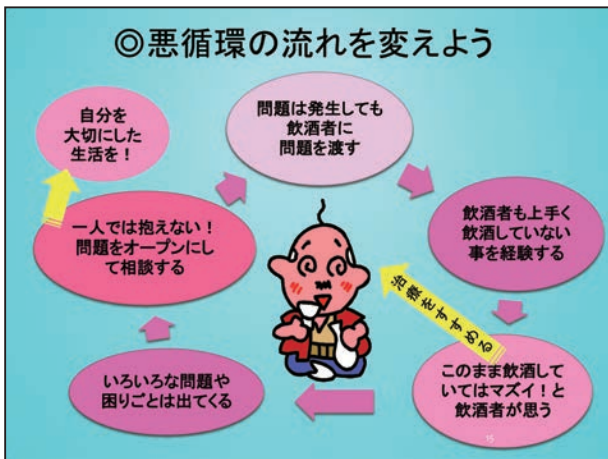 ◎悪循環の流れを変えよう
自分を
大切にした
生活を！
問題は発生しても
飲酒者に
問題を渡す
一人では抱えない！
問題をオープンにし
て相談する
飲酒者も上手く
飲酒していない
事を経験する
治療をすすめる
いろいろな問題や
困りごとは出てくる
このまま飲酒して
いてはマズイ！と
飲酒者が思う
15